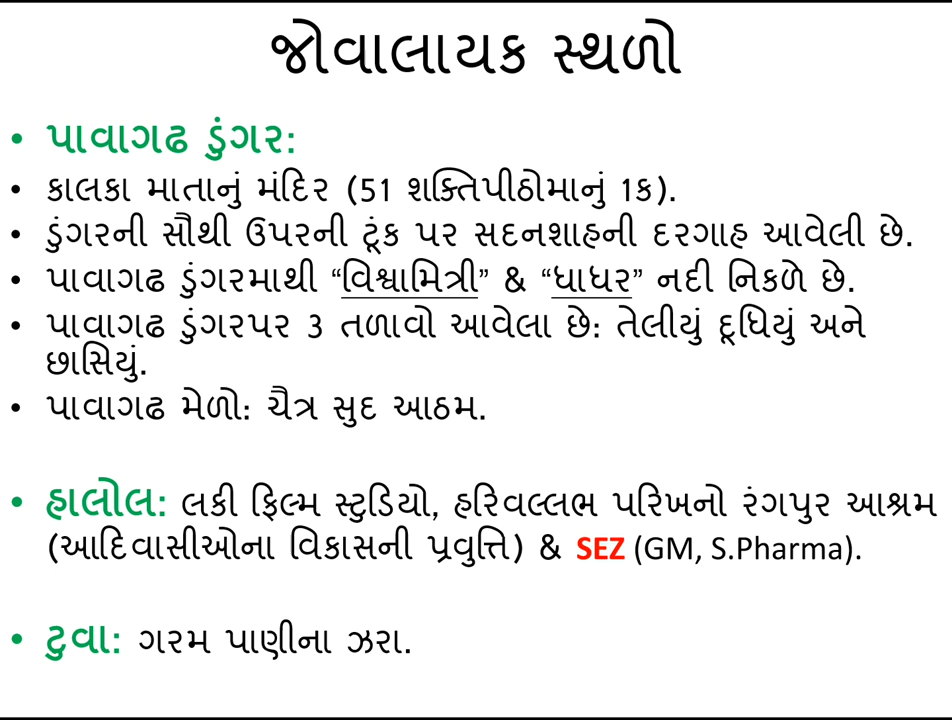 જોવાલાયક સ્થળો
• પાવાગઢ ડુંગર:
• કાલકા માતાનું મંદિર (51 શક્તિપીઠોમાનું 1ક).
• ડુંગરની સૌથી ઉપરની ટૂંક પર સદનશાહની દરગાહ આવેલી છે.
• પાવાગઢ ડુંગરમાથી “વિશ્વામિત્રી” & “ધાધર” નદી નિકળે છે.
• પાવાગઢ ડુંગરપર 3 તળાવો આવેલા છે: તેલીયું દૂધિયું અને
છાસિયું.
• પાવાગઢ મેળો: ચૈત્ર સુદ આઠમ.
• હાલોલ: લકી ફિલ્મ સ્ટુડિયો, હરિવલ્લભ પરિખનો રંગપુર આશ્રમ
(આદિવાસીઓના વિકાસની પ્રવુત્તિ) & SEZ (GM, S.Pharma).
• ટુવા: ગરમ પાણીના ઝરા.